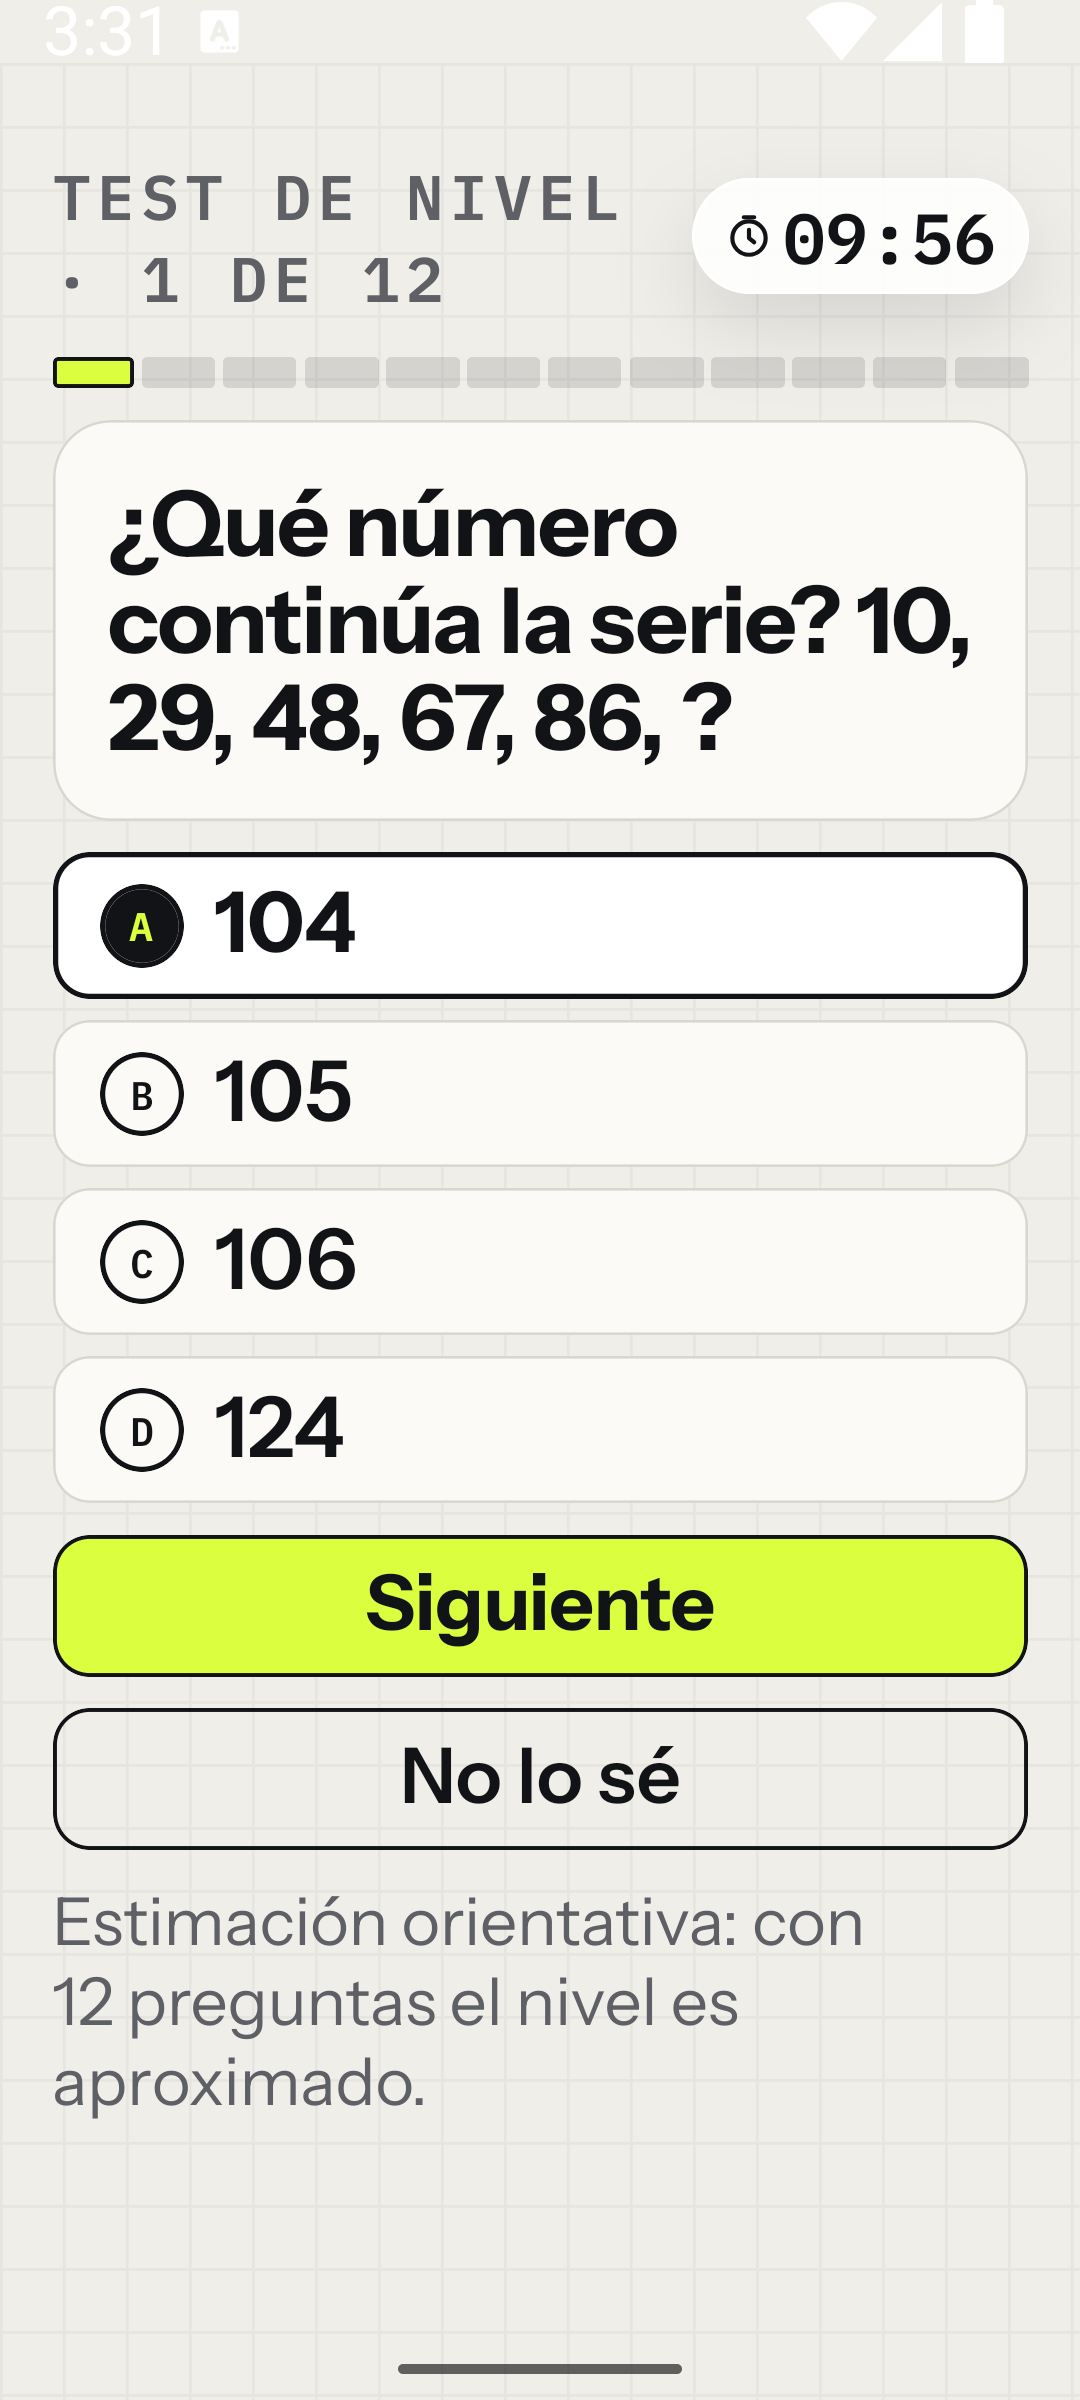 3:31
TEST DE NIVEL
· 1 DE 12
09:56
¿Qué número
continúa la serie? 10,
29, 48, 67, 86, ?
A 104
B 105
C 106
D 124
Siguiente
No lo sé
Estimación orientativa: con
12 preguntas el nivel es
aproximado.